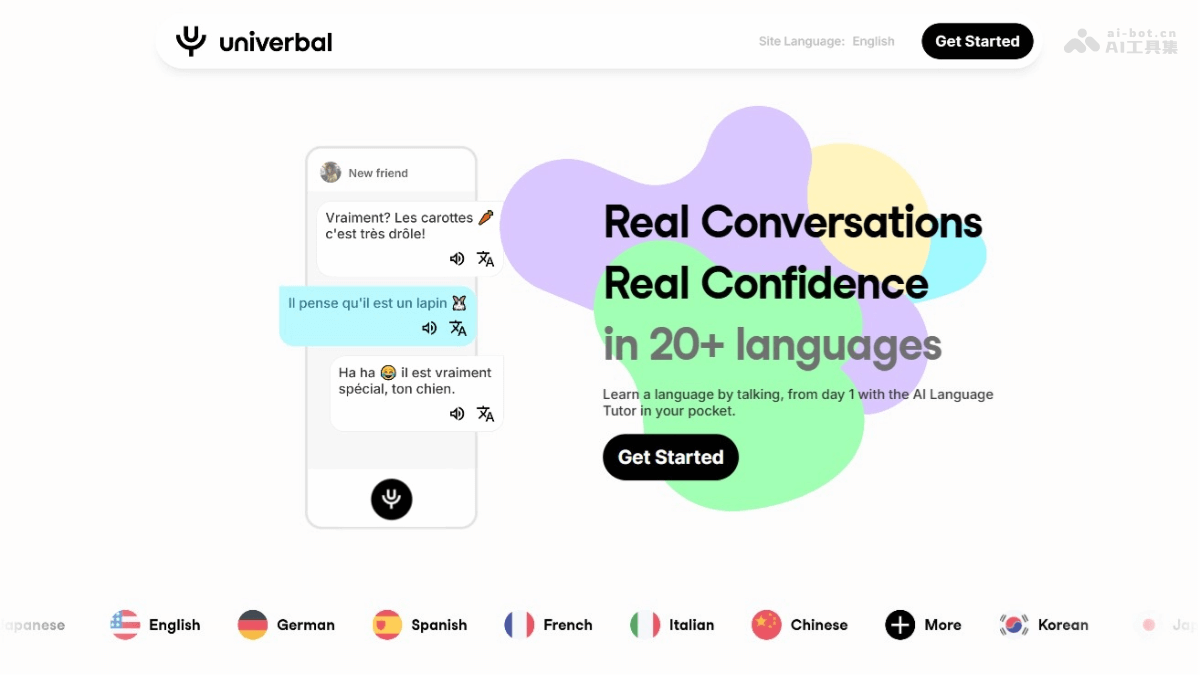 univerbal
Site Language: English
Get Started
ai-bot.cn
AI工具集
New friend
Vraiment? Les carottes 🥕
c'est très drôle!
Il pense qu'il est un lapin 🐰
Ha ha 😂 il est vraiment
spécial, ton chien.
Real Conversations
Real Confidence
in 20+ languages
Learn a language by talking, from day 1 with the AI Language
Tutor in your pocket.
Get Started
apanese
English
German
Spanish
French
Italian
Chinese
More
Korean
Jap